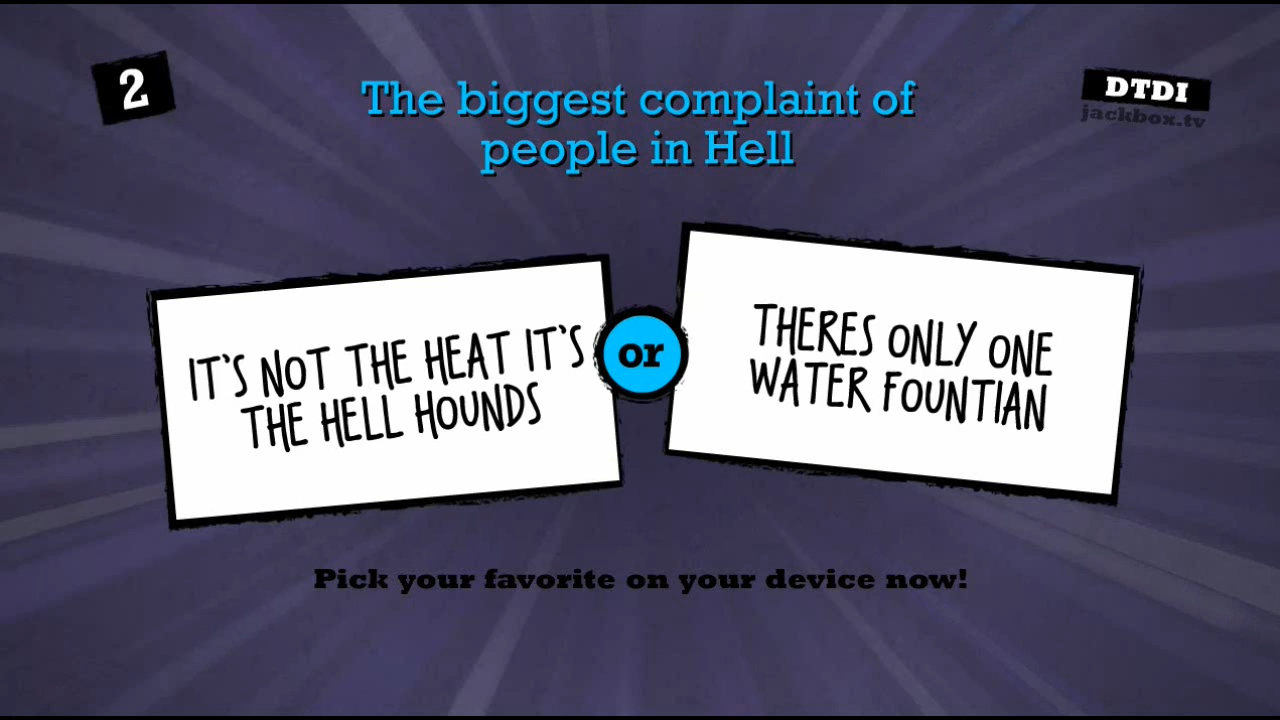 2
The biggest complaint of
people in Hell
DTDI
jackbox.tv
IT'S NOT THE HEAT IT'S
THE HELL HOUNDS
or
THERES ONLY ONE
WATER FOUNTIAN
Pick your favorite on your device now!